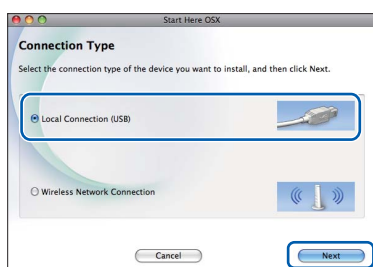 Start Here OSX
Connection Type
Select the connection type of the device you want to install, and then click Next.
Local Connection (USB)
Wireless Network Connection
Cancel
Next